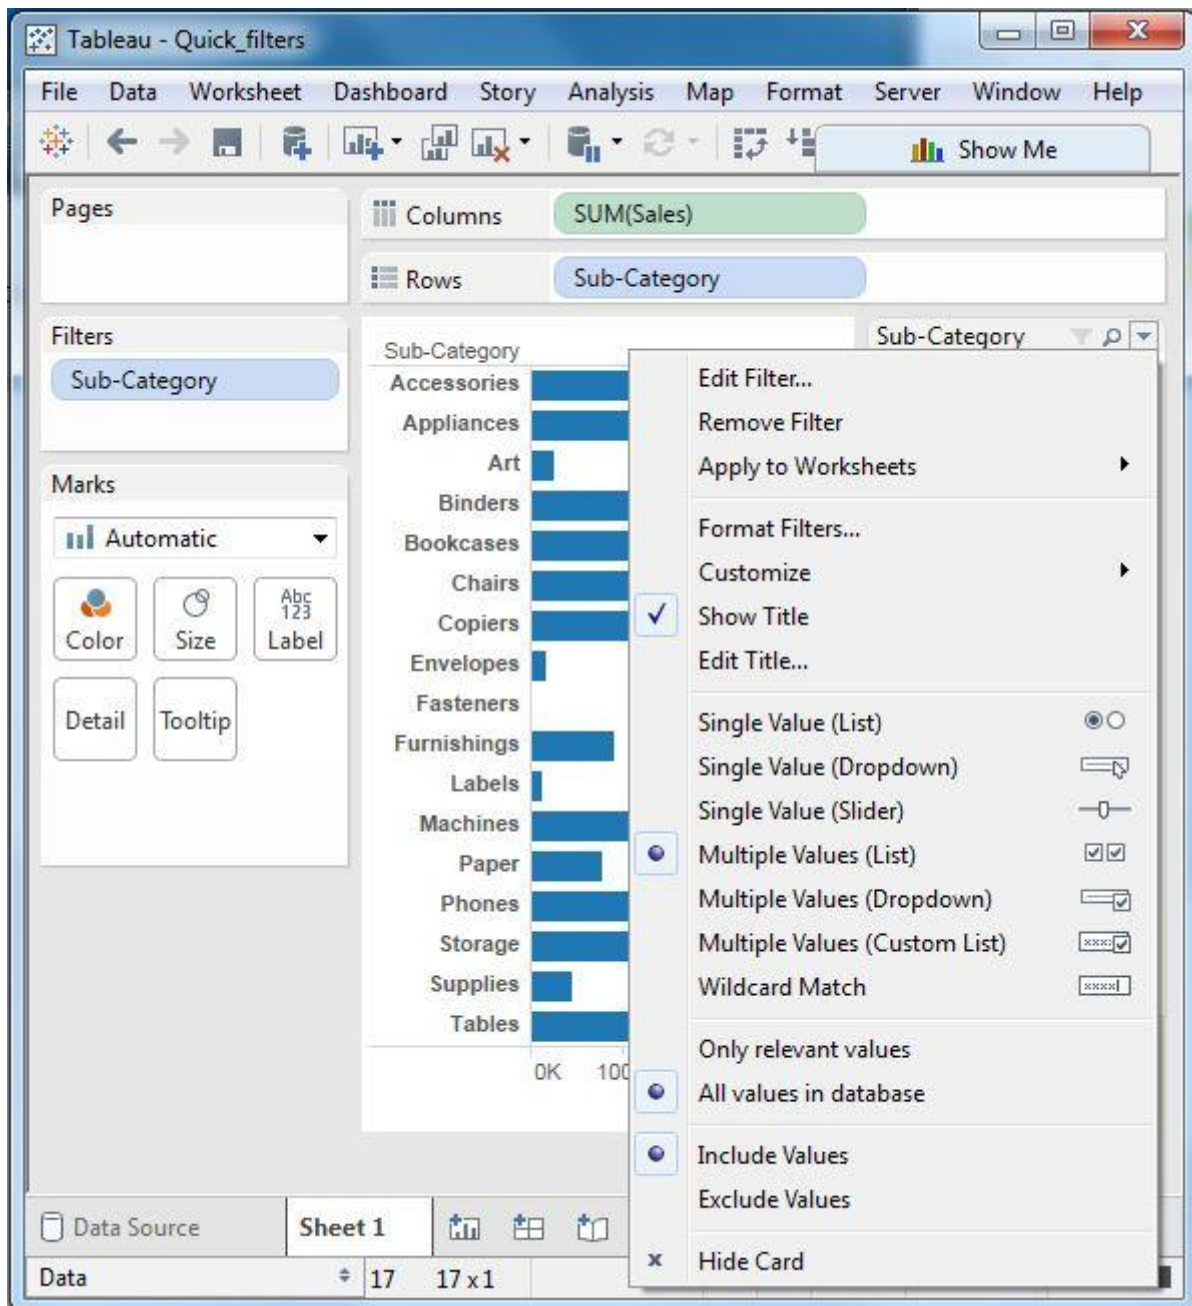 Tableau - Quick_filters
File Data Worksheet Dashboard Story Analysis Map Format Server Window Help
Show Me
Pages
Columns
SUM(Sales)
Rows
Sub-Category
Filters
Sub-Category
Marks
Automatic
Color
Size
Abc
123
Label
Detail
Tooltip
Sub-Category
Accessories
Appliances
Art
Binders
Bookcases
Chairs
Copiers
Envelopes
Fasteners
Furnishings
Labels
Machines
Paper
Phones
Storage
Supplies
Tables
0K 100
Sub-Category
Edit Filter...
Remove Filter
Apply to Worksheets
Format Filters...
Customize
Show Title
Edit Title...
Single Value (List)
Single Value (Dropdown)
Single Value (Slider)
Multiple Values (List)
Multiple Values (Dropdown)
Multiple Values (Custom List)
Wildcard Match
Only relevant values
All values in database
Include Values
Exclude Values
Hide Card
Data Source
Sheet 1
Data
17 17 x 1